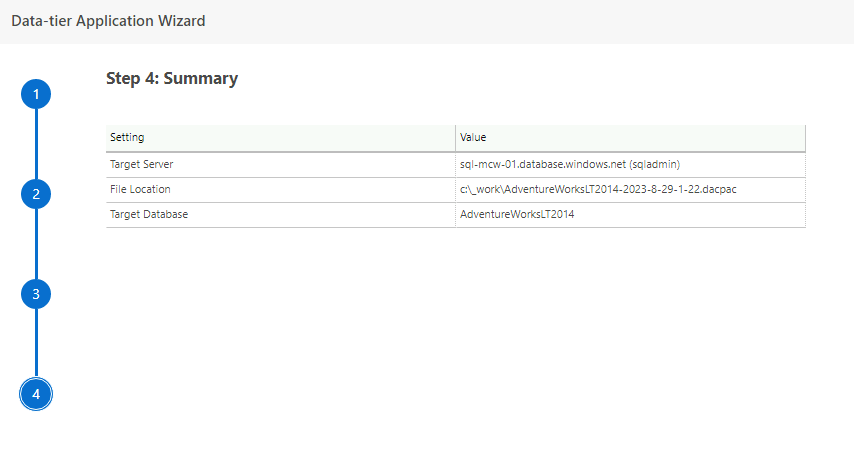 Data-tier Application Wizard
Step 4: Summary
1
Setting Value
Target Server sql-mcw-01.database.windows.net (sqladmin)
File Location c:\_work\AdventureWorksLT2014-2023-8-29-1-22.dacpac
2
Target Database AdventureWorksLT2014
3
4